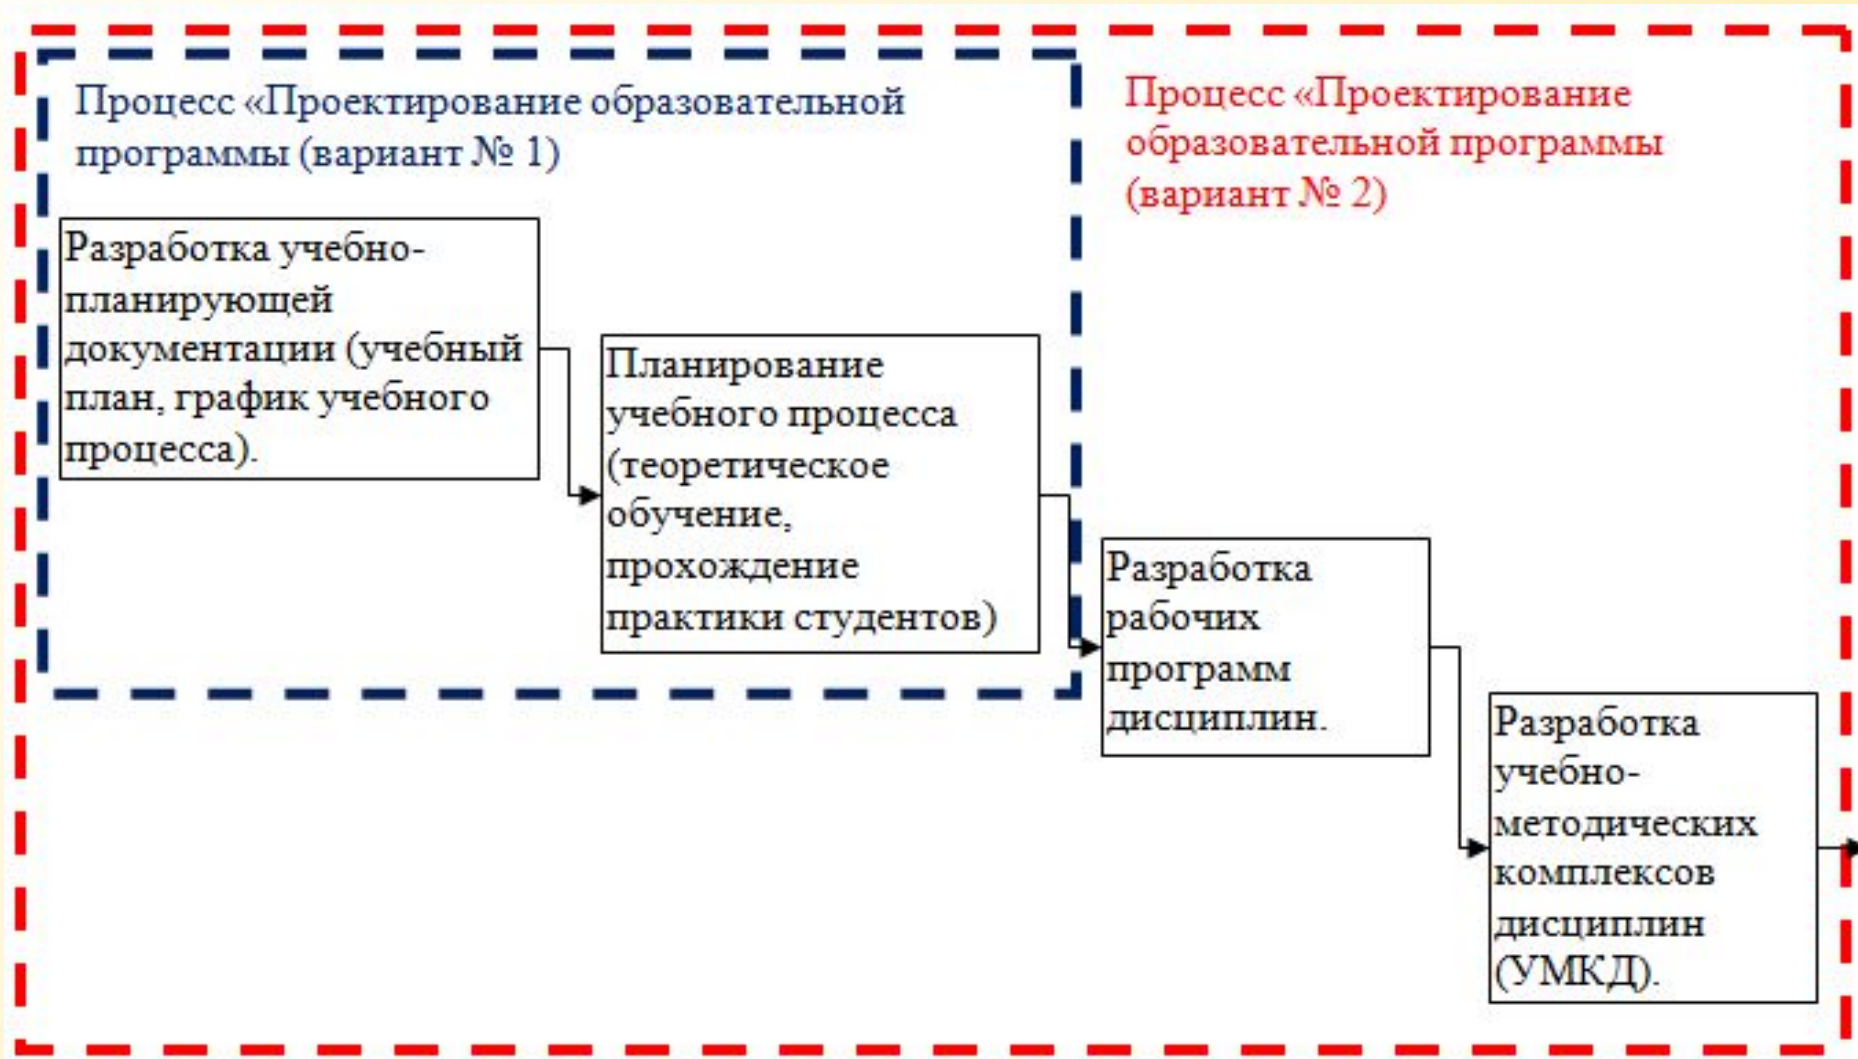 Процесс «Проектирование образовательной
программы (вариант № 1)
Процесс «Проектирование
образовательной программы
(вариант № 2)
Разработка учебно-
планирующей
документации (учебный
план, график учебного
процесса).
Планирование
учебного процесса
(теоретическое
обучение,
прохождение
практики студентов)
Разработка
рабочих
программ
дисциплин.
Разработка
учебно-
методических
комплексов
дисциплин
(УМКД).